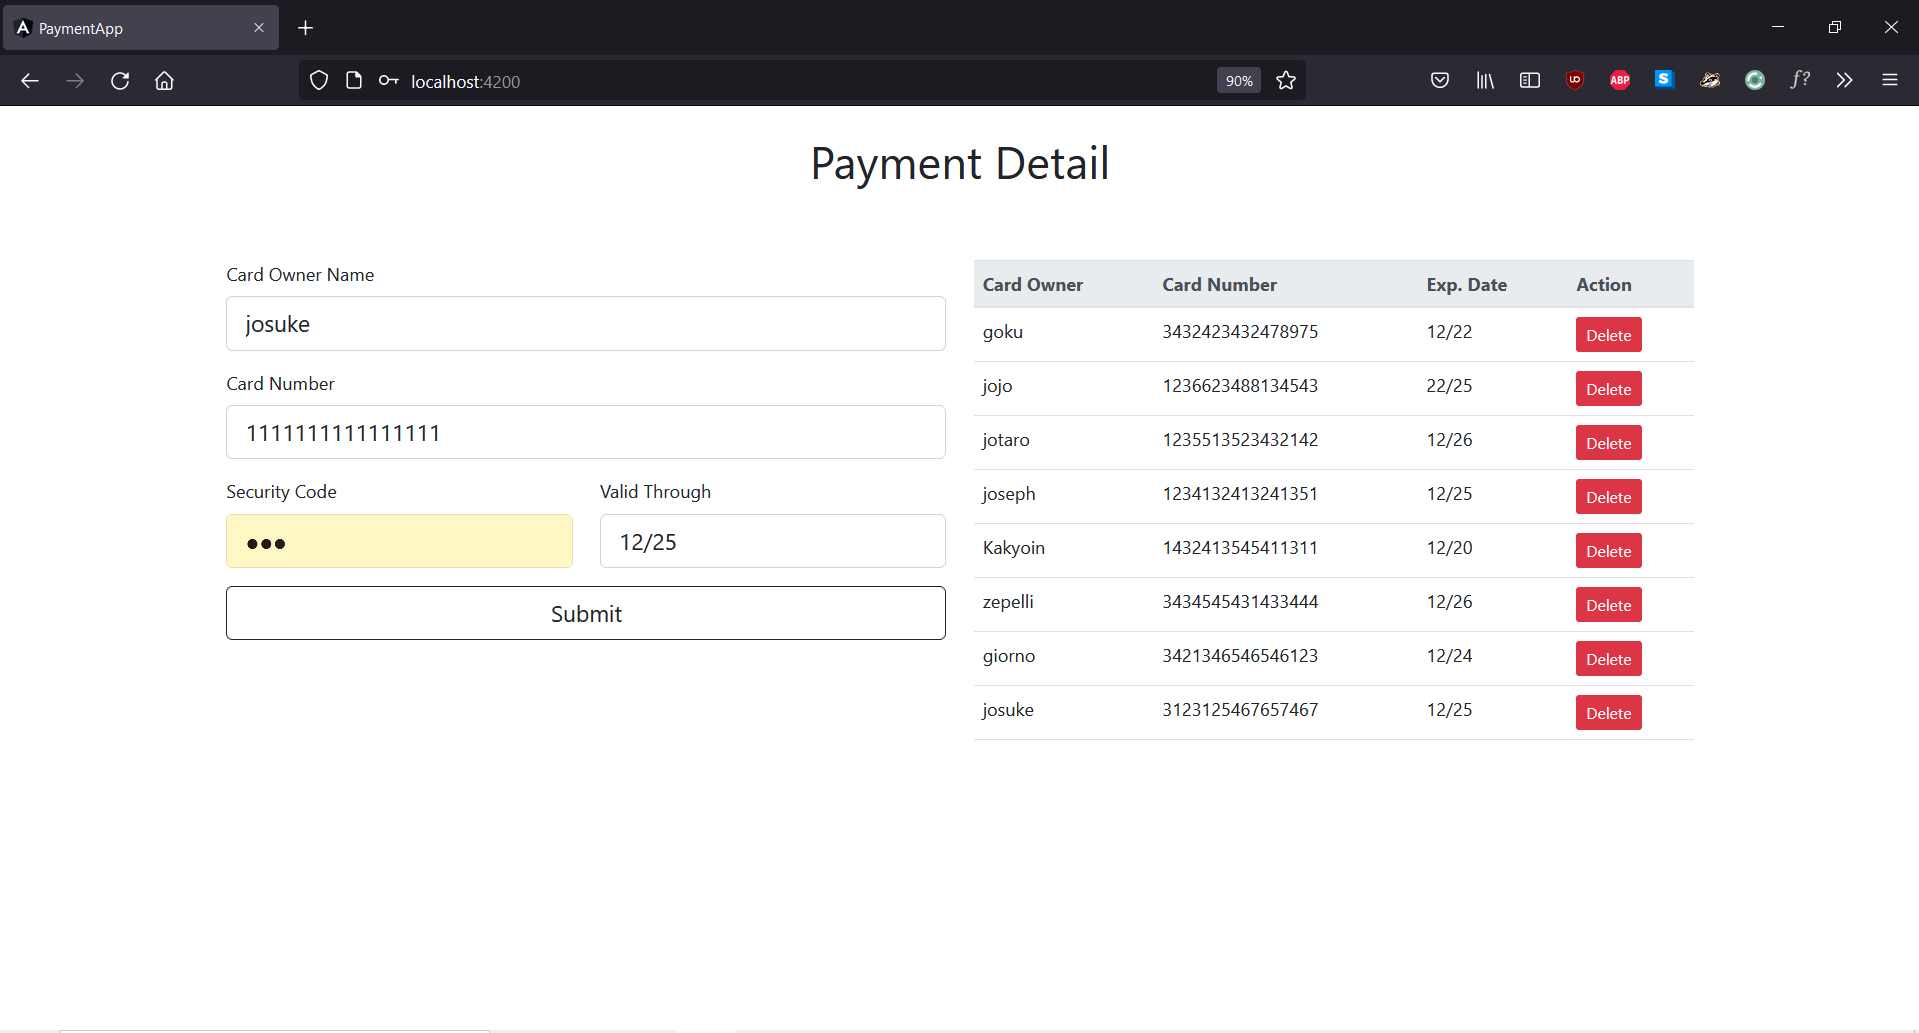 PaymentApp
localhost:4200
90%
ABP
S
f?
Payment Detail
Card Owner Name
josuke
Card Number
1111111111111111
Security Code
Valid Through
12/25
Submit
Card Owner Card Number Exp. Date Action
goku 3432423432478975 12/22 Delete
jojo 1236623488134543 22/25 Delete
jotaro 1235513523432142 12/26 Delete
joseph 1234132413241351 12/25 Delete
Kakyoin 1432413545411311 12/20 Delete
zepelli 3434545431433444 12/26 Delete
giorno 3421346546546123 12/24 Delete
josuke 3123125467657467 12/25 Delete